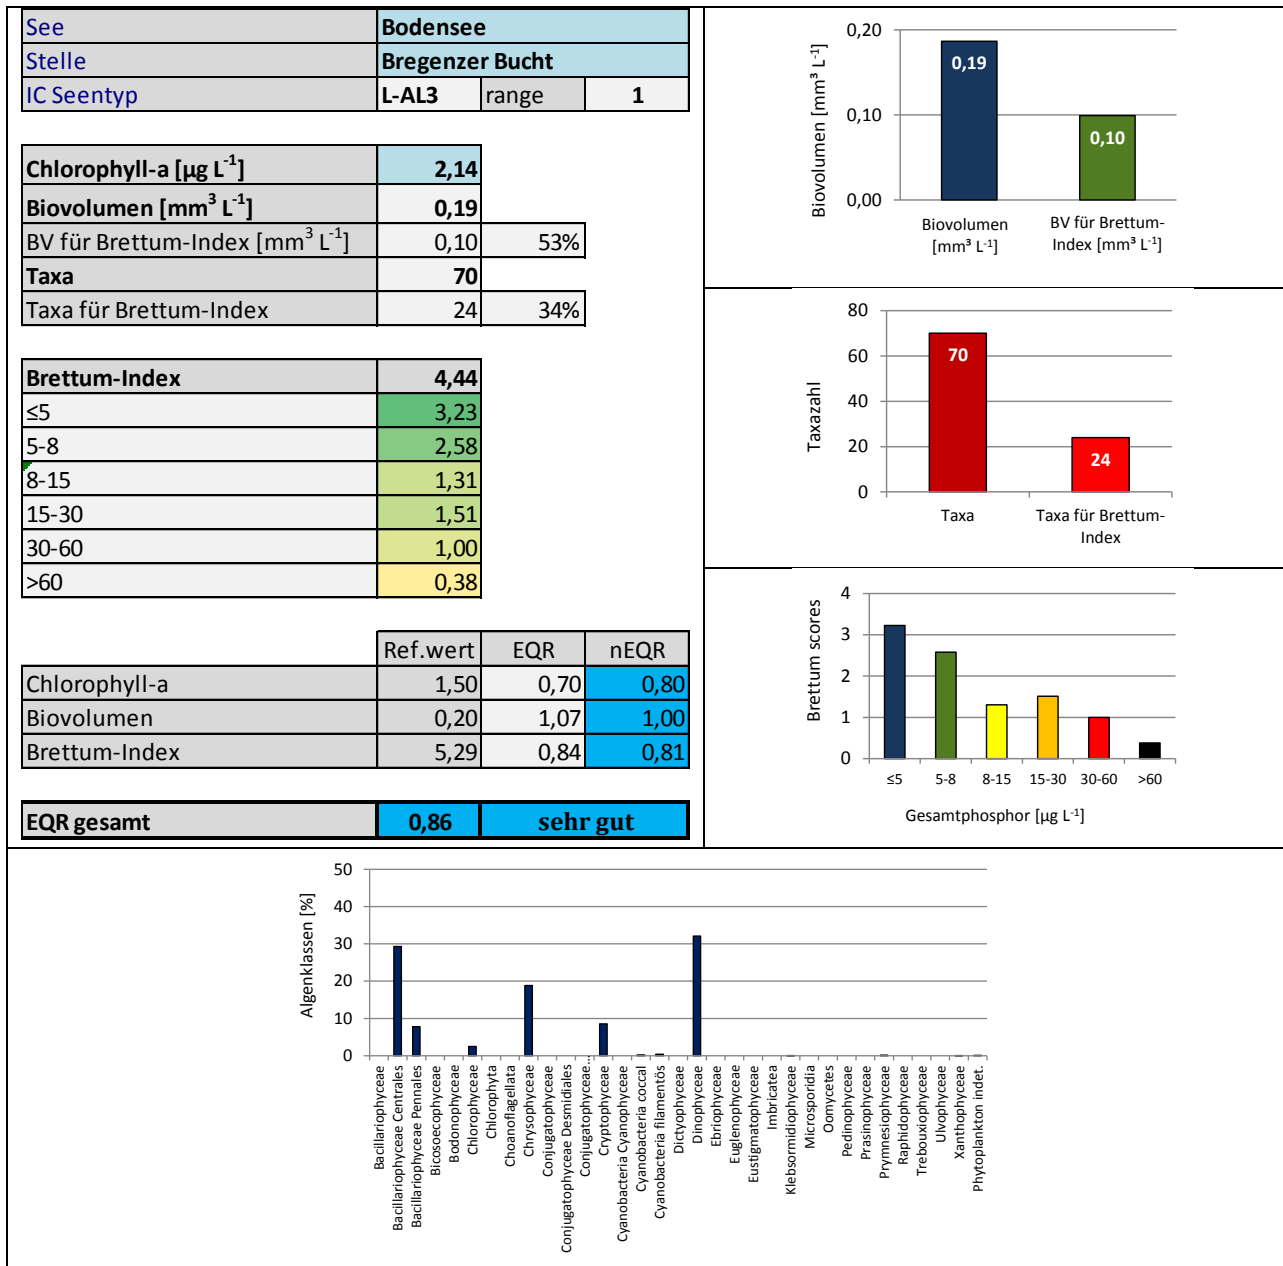 See Bodensee
Stelle Bregenzer Bucht
IC Seentyp L-AL3 range 1
Chlorophyll-a [µg L⁻¹] 2,14
Biovolumen [mm³ L⁻¹] 0,19
BV für Brettum-Index [mm³ L⁻¹] 0,10 53%
Taxa 70
Taxa für Brettum-Index 24 34%
Brettum-Index 4,44
≤5 3,23
5-8 2,58
8-15 1,31
15-30 1,51
30-60 1,00
>60 0,38
Ref.wert EQR nEQR
Chlorophyll-a 1,50 0,70 0,80
Biovolumen 0,20 1,07 1,00
Brettum-Index 5,29 0,84 0,81
EQR gesamt 0,86 sehr gut
Biovolumen [mm³ L⁻¹]
0,20
0,10
0,00
0,19
0,10
Biovolumen
[mm³ L⁻¹]
BV für Brettum-
Index [mm³ L⁻¹]
Taxazahl
80
60
40
20
0
70
24
Taxa
Taxa für Brettum-
Index
Brettum scores
4
3
2
1
0
≤5 5-8 8-15 15-30 30-60 >60
Gesamtphosphor [µg L⁻¹]
Algenklassen [%]
50
40
30
20
10
0
Bacillariophyceae
Bacillariophyceae Centrales
Bacillariophyceae Pennales
Bicosoecophyceae
Bodonophyceae
Chlorophyceae
Chlorophyta
Choanoflagellata
Chrysophyceae
Conjugatophyceae
Conjugatophyceae Desmidiales
Conjugatophyceae...
Cryptophyceae
Cyanobacteria Cyanophyceae
Cyanobacteria coccal
Cyanobacteria filamentös
Dictyophyceae
Dinophyceae
Ebriophyceae
Euglenophyceae
Eustigmatophyceae
Imbricatea
Klebsormidiophyceae
Microsporidia
Oomycetes
Pedinophyceae
Prasinophyceae
Prymnesiophyceae
Raphidophyceae
Trebouxiophyceae
Ulvophyceae
Xanthophyceae
Phytoplankton indet.